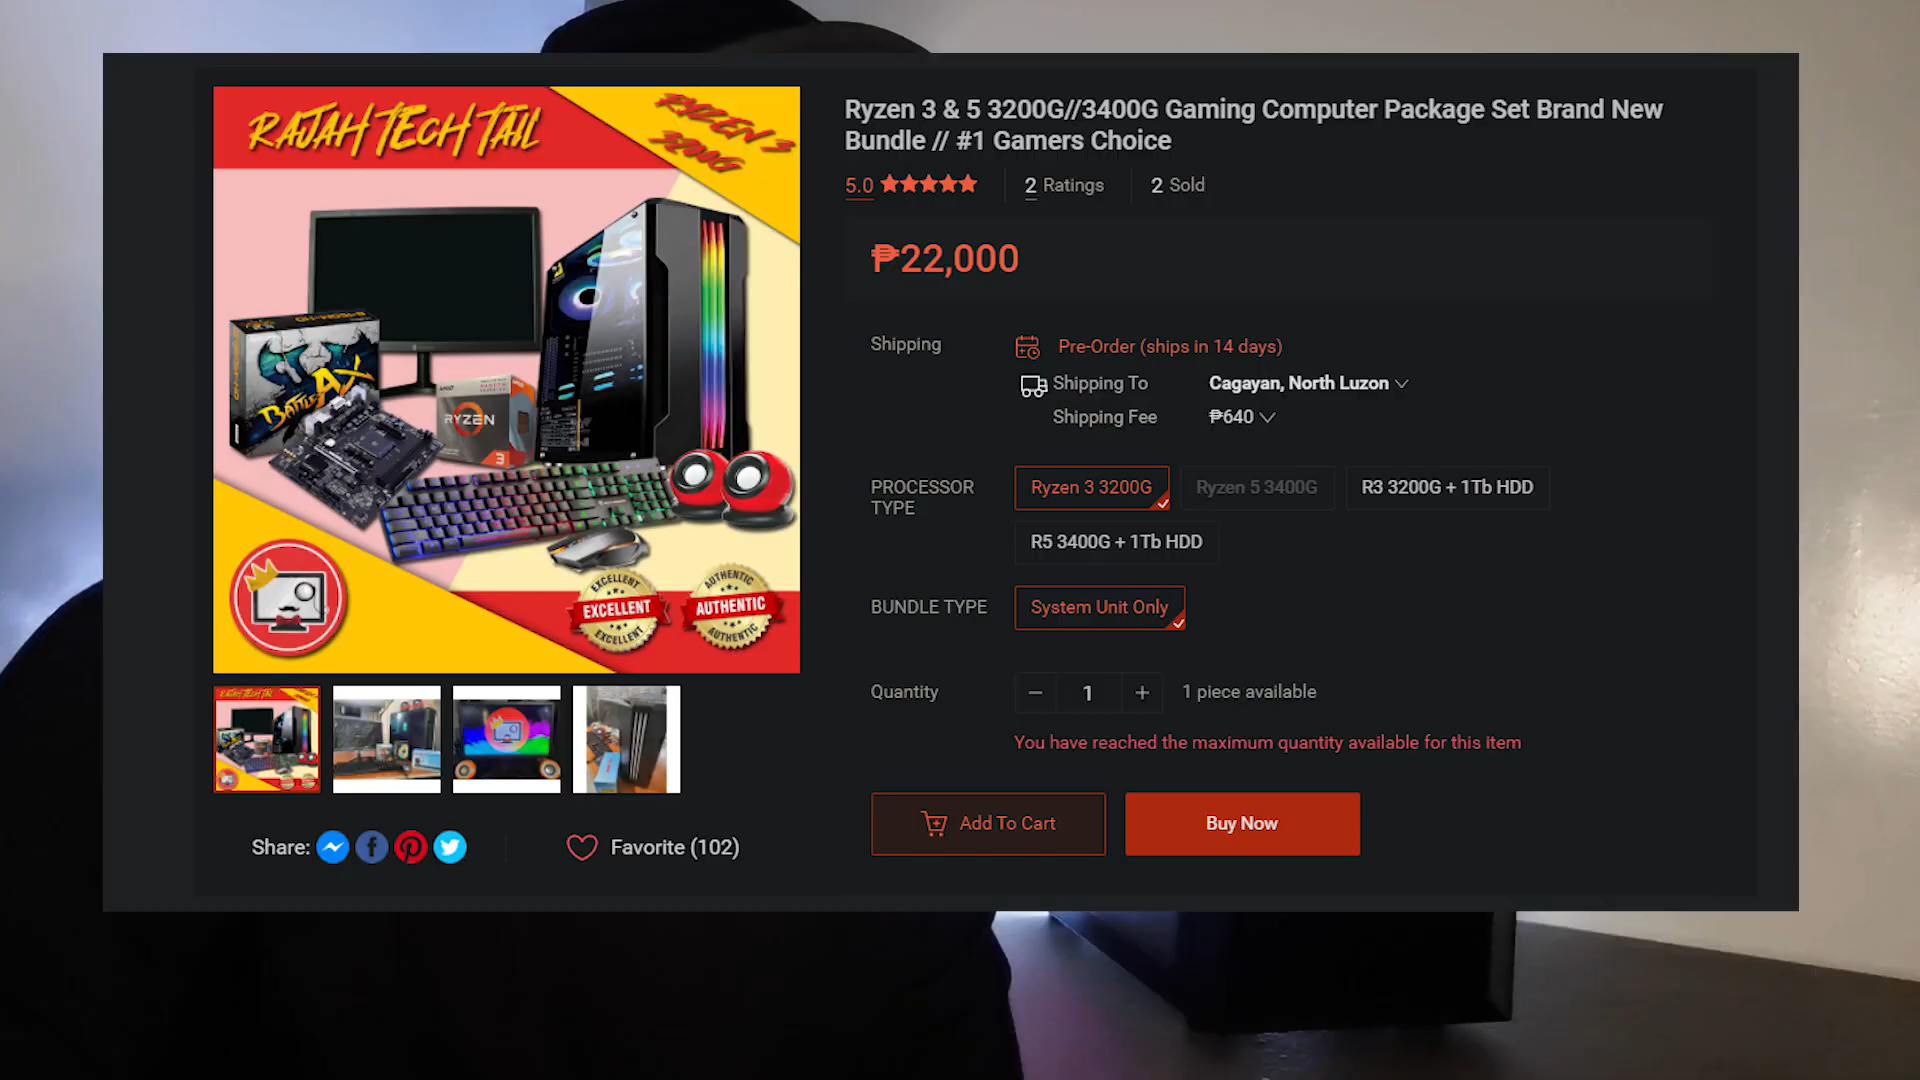 RAJAH TECH TAIL
RYZEN 3
3200G
BATTLE-AX
RYZEN
3
EXCELLENT
EXCELLENT
EXCELLENT
AUTHENTIC
AUTHENTIC
AUTHENTIC
Share:
Favorite (102)
Ryzen 3 & 5 3200G//3400G Gaming Computer Package Set Brand New
Bundle // #1 Gamers Choice
5.0
2 Ratings
2 Sold
₱22,000
Shipping
Pre-Order (ships in 14 days)
Shipping To
Cagayan, North Luzon
Shipping Fee
₱640
PROCESSOR
TYPE
Ryzen 3 3200G
Ryzen 5 3400G
R3 3200G + 1Tb HDD
R5 3400G + 1Tb HDD
BUNDLE TYPE
System Unit Only
Quantity
1
1 piece available
You have reached the maximum quantity available for this item
Add To Cart
Buy Now